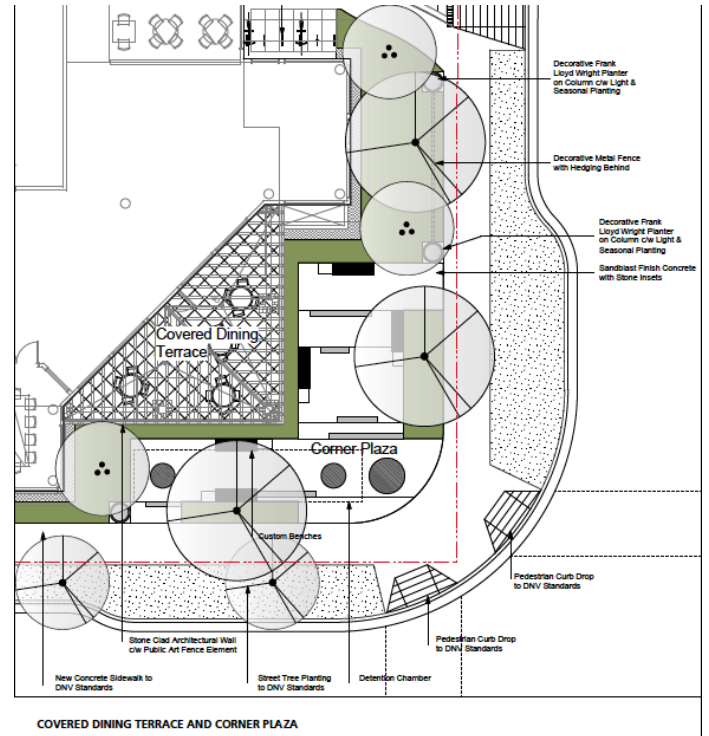 Decorative Frank
Lloyd Wright Planter
on Column c/w Light &
Seasonal Planting
Decorative Metal Fence
with Hedging Behind
Decorative Frank
Lloyd Wright Planter
on Column c/w Light &
Seasonal Planting
Sandblast Finish Concrete
with Stone Insets
Covered Dining
Terrace
Corner Plaza
Custom Benches
Pedestrian Curb Drop
to DNV Standards
Stone Clad Architectural Wall
c/w Public Art Fence Element
Pedestrian Curb Drop
to DNV Standards
New Concrete Sidewalk to
DNV Standards
Street Tree Planting
to DNV Standards
Detention Chamber
COVERED DINING TERRACE AND CORNER PLAZA